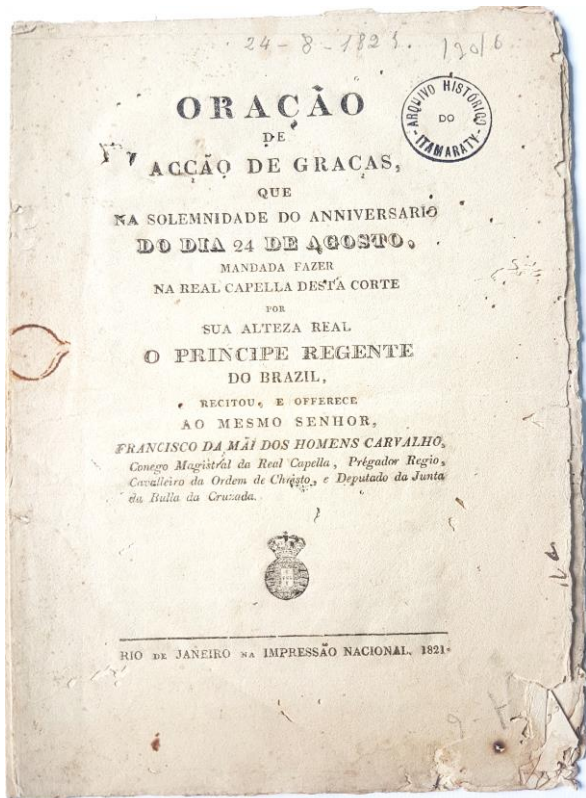 24-8-1821.
ORAÇÃO
DE
ACÇÃO DE GRACAS,
QUE
NA SOLEMNIDADE DO ANNIVERSARIO
DO DIA 24 DE AGOSTO,
MANDADA FAZER
NA REAL CAPELLA DESTA CORTE
POR
SUA ALTEZA REAL
O PRINCIPE REGENTE
DO BRAZIL,
RECITOU, E OFFERECE
AO MESMO SENHOR,
FRANCISCO DA MÃI DOS HOMENS CARVALHO,
Conego Magistral da Real Capella, Prégador Regio,
Cavalleiro da Ordem de Christo, e Deputado da Junta
da Bulla da Cruzada.
RIO DE JANEIRO NA IMPRESSÃO NACIONAL. 1821.
ARQUIVO HISTÓRICO
DO
ITAMARATY